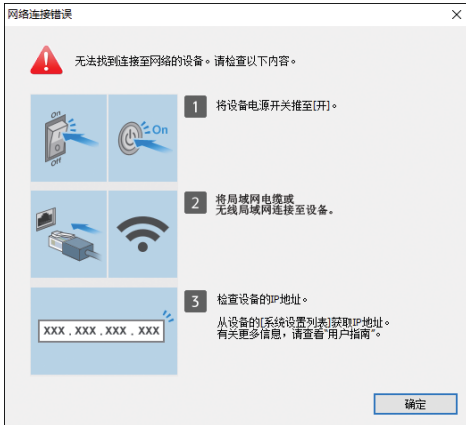 网络连接错误
无法找到连接至网络的设备。请检查以下内容。
on
off
On
1
将设备电源开关推至[开]。
2
将局域网电缆或
无线局域网连接至设备。
3
检查设备的IP地址。
XXX . XXX . XXX . XXX
从设备的[系统设置列表]获取IP地址。
有关更多信息，请查看"用户指南"。
确定